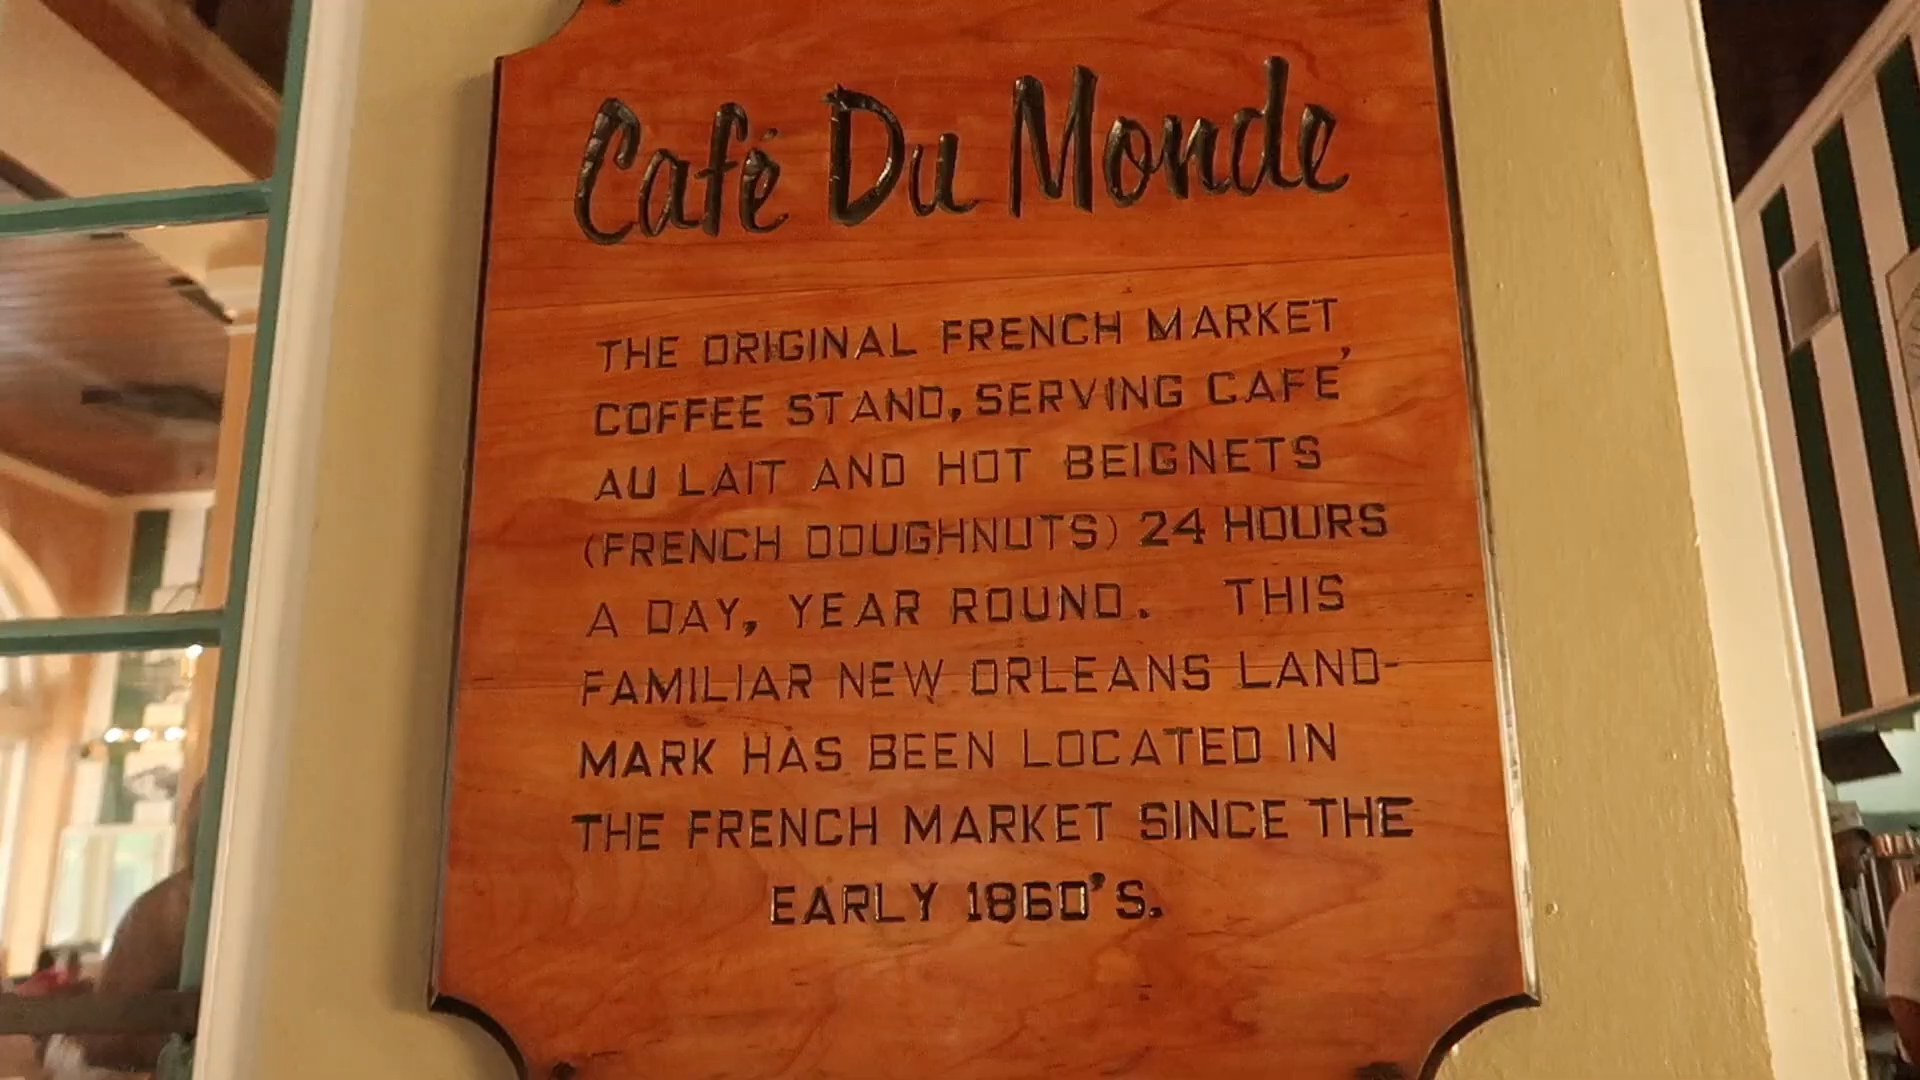 Café Du Monde
THE ORIGINAL FRENCH MARKET
COFFEE STAND, SERVING CAFÉ
AU LAIT AND HOT BEIGNETS
(FRENCH DOUGHNUTS) 24 HOURS
A DAY, YEAR ROUND. THIS
FAMILIAR NEW ORLEANS LAND-
MARK HAS BEEN LOCATED IN
THE FRENCH MARKET SINCE THE
EARLY 1860'S.